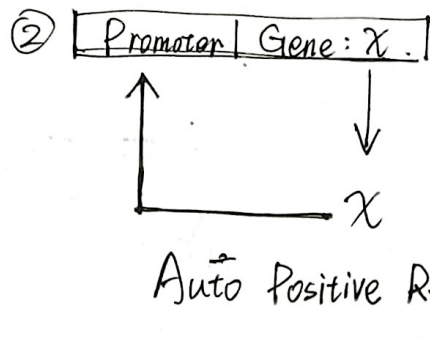 ② Promoter | Gene: X.
X
Auto Positive R